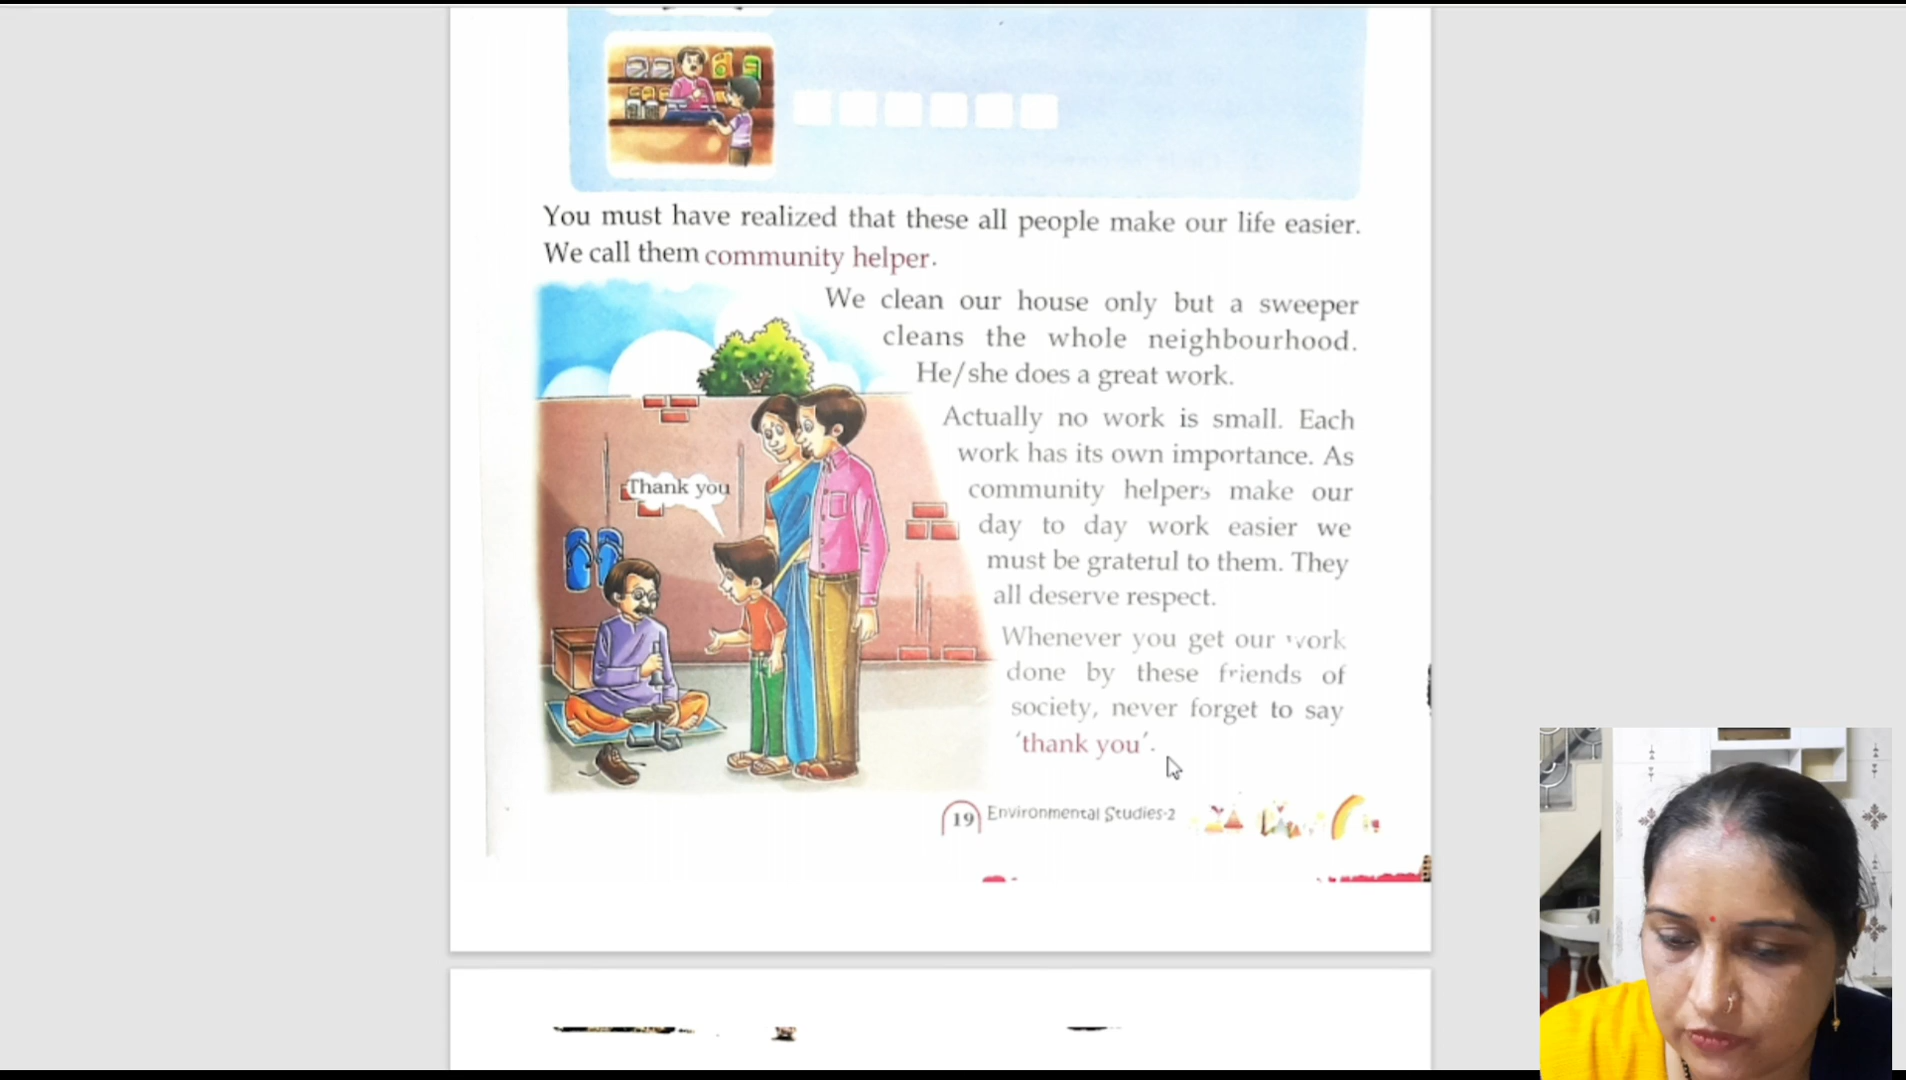 You must have realized that these all people make our life easier.
We call them community helper.
We clean our house only but a sweeper
cleans the whole neighbourhood.
He/she does a great work.
Actually no work is small. Each
work has its own importance. As
community helpers make our
day to day work easier we
must be grateful to them. They
all deserve respect.
Thank you
Whenever you get our work
done by these friends of
society, never forget to say
'thank you'.
19 Environmental Studies-2